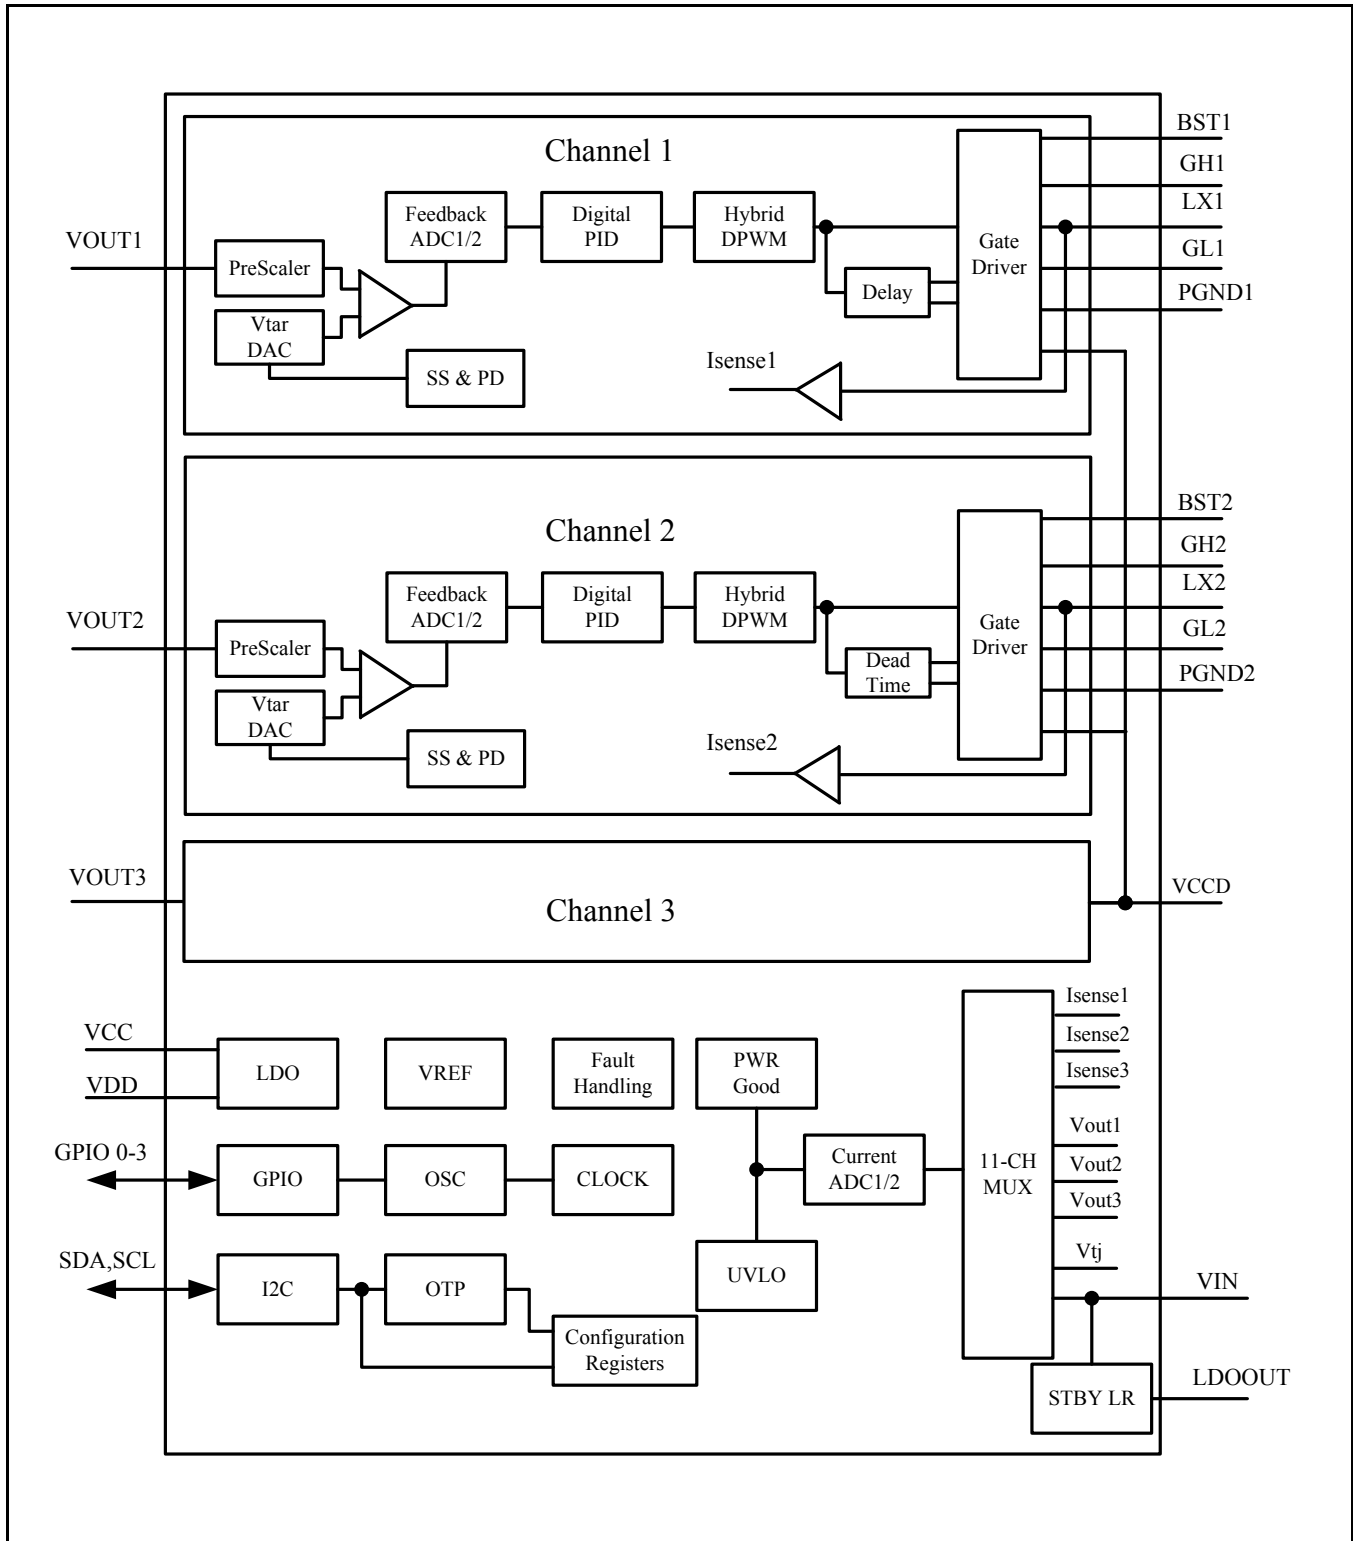 Channel 1
BST1
GH1
LX1
GL1
PGND1
VOUT1
PreScaler
Vtar
DAC
Feedback
ADC1/2
Digital
PID
Hybrid
DPWM
Delay
Gate
Driver
SS & PD
Isense1
Channel 2
BST2
GH2
LX2
GL2
PGND2
VOUT2
PreScaler
Vtar
DAC
Feedback
ADC1/2
Digital
PID
Hybrid
DPWM
Dead
Time
Gate
Driver
SS & PD
Isense2
VOUT3
Channel 3
VCCD
VCC
VDD
LDO
VREF
Fault
Handling
PWR
Good
Isense1
Isense2
Isense3
Vout1
Vout2
Vout3
Vtj
GPIO 0-3
GPIO
OSC
CLOCK
Current
ADC1/2
11-CH
MUX
SDA,SCL
I2C
OTP
UVLO
VIN
Configuration
Registers
STBY LR
LDOOUT